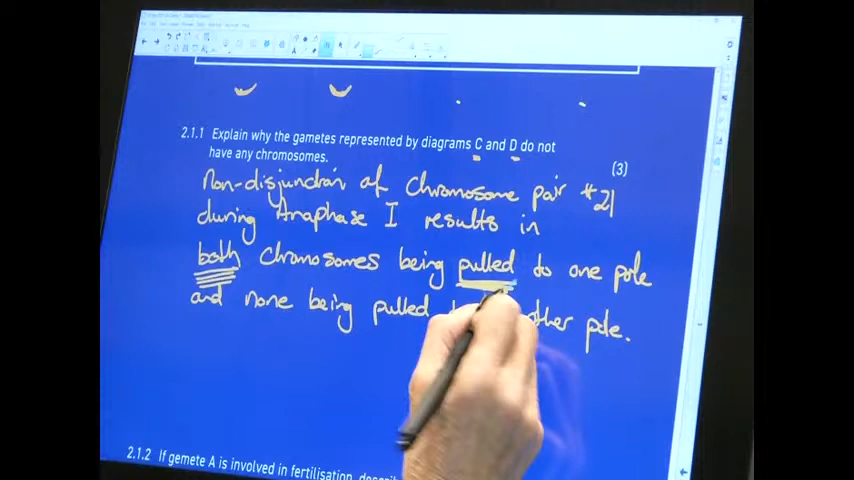 2.1.1 Explain why the gametes represented by diagrams C and D do not
have any chromosomes.
(3)
Non-disjunction of chromosome pair #21
during Anaphase I results in
both chromosomes being pulled to one pole
and none being pulled other pole.
2.1.2 If gemete A is involved in fertilisation,